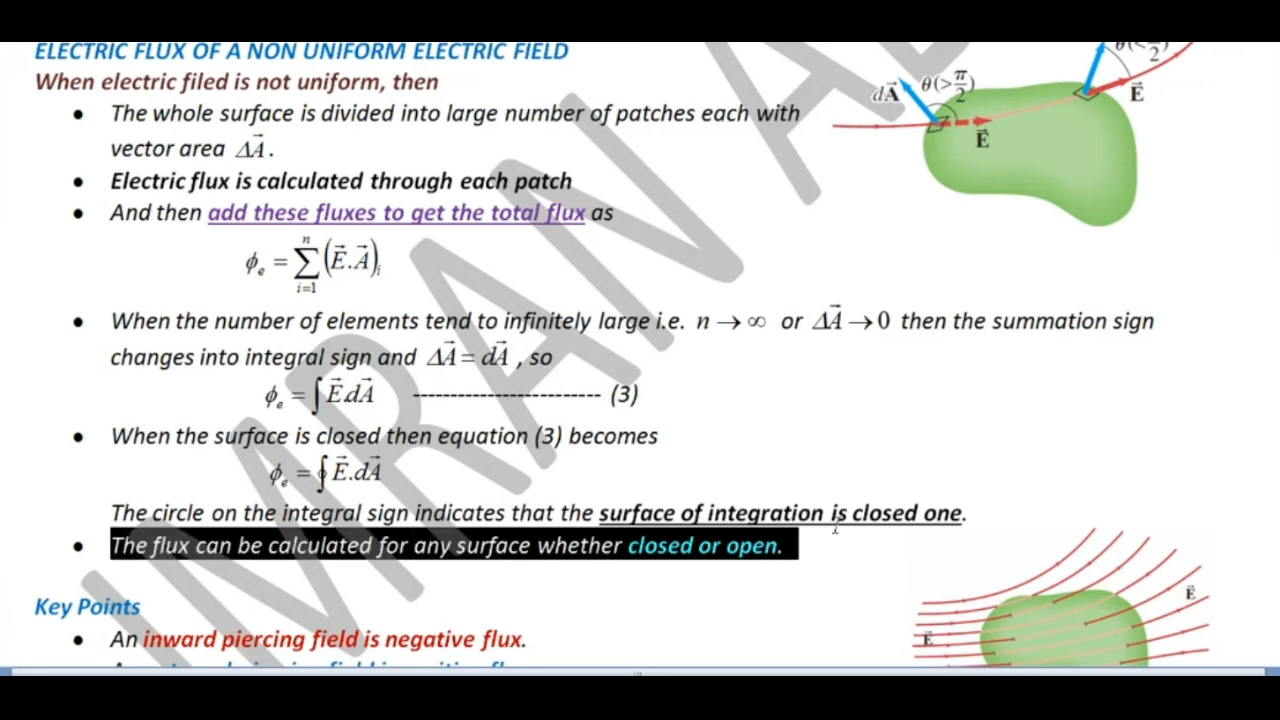 ELECTRIC FLUX OF A NON UNIFORM ELECTRIC FIELD
When electric filed is not uniform, then
• The whole surface is divided into large number of patches each with
vector area ΔA⃗ .
• Electric flux is calculated through each patch
• And then add these fluxes to get the total flux as
ϕₑ = ∑ᵢ₌₁ⁿ (E⃗.A⃗)ᵢ
• When the number of elements tend to infinitely large i.e. n → ∞ or ΔA⃗ → 0 then the summation sign
changes into integral sign and ΔA⃗ = dA⃗ , so
ϕₑ = ∫ E⃗.dA⃗ ------------------------- (3)
• When the surface is closed then equation (3) becomes
ϕₑ = ∮ E⃗.dA⃗
The circle on the integral sign indicates that the surface of integration is closed one.
• The flux can be calculated for any surface whether closed or open.
Key Points
• An inward piercing field is negative flux.
dA⃗
θ(>π/2)
E⃗
E⃗
E⃗
E⃗
IMRAN